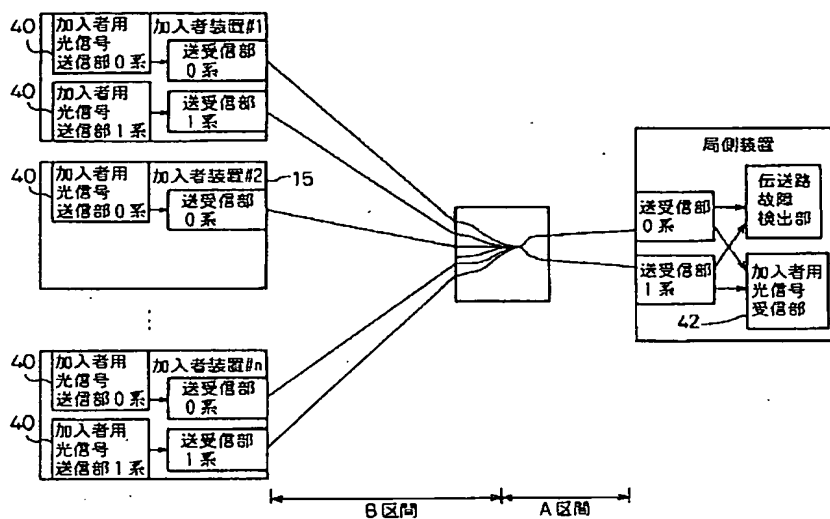 40
加入者用
光信号
送信部0系
加入者装置#1
送受信部
0系
40
加入者用
光信号
送信部1系
送受信部
1系
40
加入者用
光信号
送信部0系
加入者装置#2
15
送受信部
0系
⋮
40
加入者用
光信号
送信部0系
加入者装置#n
送受信部
0系
40
加入者用
光信号
送信部1系
送受信部
1系
局側装置
送受信部
0系
伝送路
故障
検出部
送受信部
1系
加入者用
光信号
受信部
42
B区間
A区間